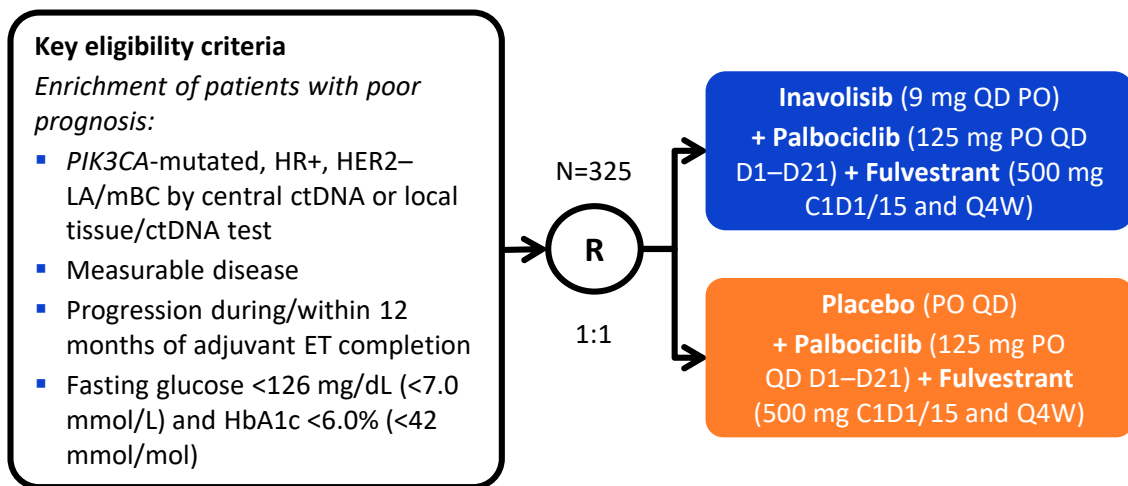 Key eligibility criteria
Enrichment of patients with poor
prognosis:
▪ PIK3CA-mutated, HR+, HER2–
LA/mBC by central ctDNA or local
tissue/ctDNA test
▪ Measurable disease
▪ Progression during/within 12
months of adjuvant ET completion
▪ Fasting glucose <126 mg/dL (<7.0
mmol/L) and HbA1c <6.0% (<42
mmol/mol)
N=325
R
1:1
Inavolisib (9 mg QD PO)
+ Palbociclib (125 mg PO QD
D1–D21) + Fulvestrant (500 mg
C1D1/15 and Q4W)
Placebo (PO QD)
+ Palbociclib (125 mg PO
QD D1–D21) + Fulvestrant
(500 mg C1D1/15 and Q4W)